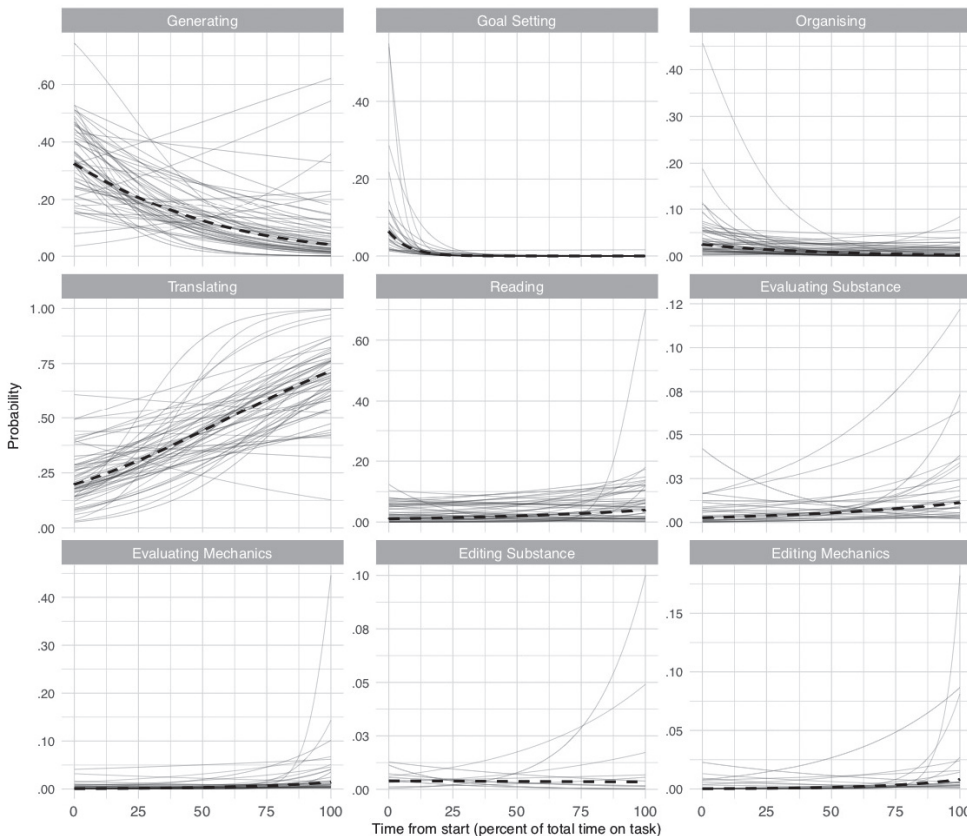 Generating
Goal Setting
Organising
.60
.40
.20
.00
.40
.20
.00
.40
.30
.20
.10
.00
Translating
Reading
Evaluating Substance
1.00
.75
.50
.25
.00
.60
.40
.20
.00
.12
.10
.08
.05
.03
.00
Probability
Evaluating Mechanics
Editing Substance
Editing Mechanics
.40
.30
.20
.10
.00
.10
.08
.05
.03
.00
.15
.10
.05
.00
0 25 50 75 100
0 25 50 75 100
0 25 50 75 100
Time from start (percent of total time on task)